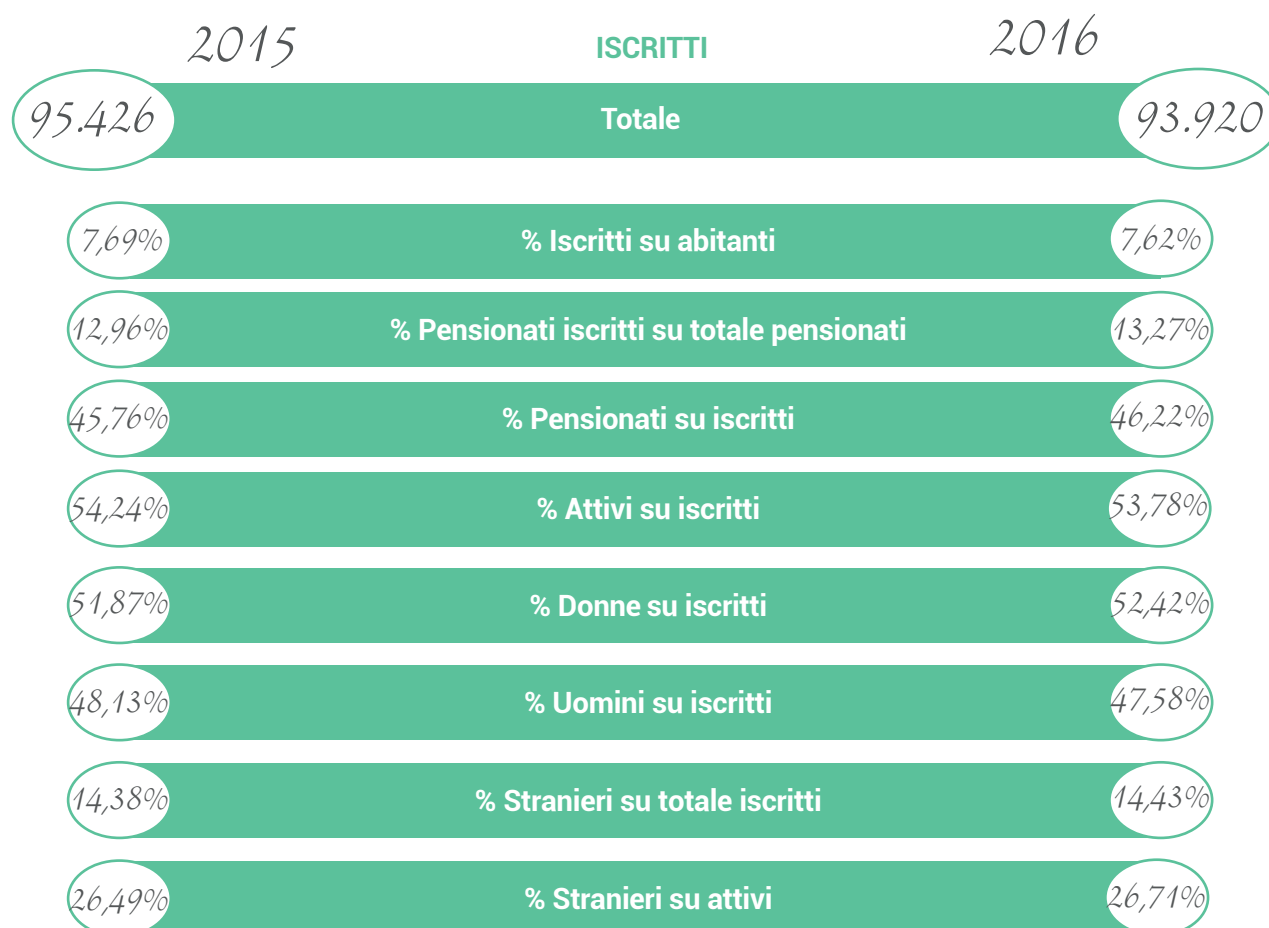 2015 ISCRITTI 2016
95.426 Totale 93.920
7,69% % Iscritti su abitanti 7,62%
12,96% % Pensionati iscritti su totale pensionati 13,27%
45,76% % Pensionati su iscritti 46,22%
54,24% % Attivi su iscritti 53,78%
51,87% % Donne su iscritti 52,42%
48,13% % Uomini su iscritti 47,58%
14,38% % Stranieri su totale iscritti 14,43%
26,49% % Stranieri su attivi 26,71%